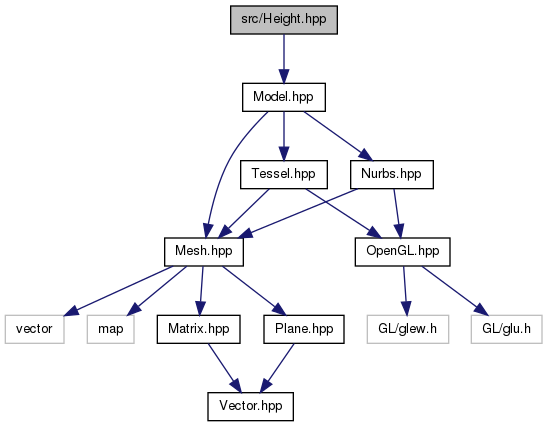 src/Height.hpp
Model.hpp
Tessel.hpp
Nurbs.hpp
Mesh.hpp
OpenGL.hpp
vector
map
Matrix.hpp
Plane.hpp
GL/glew.h
GL/glu.h
Vector.hpp